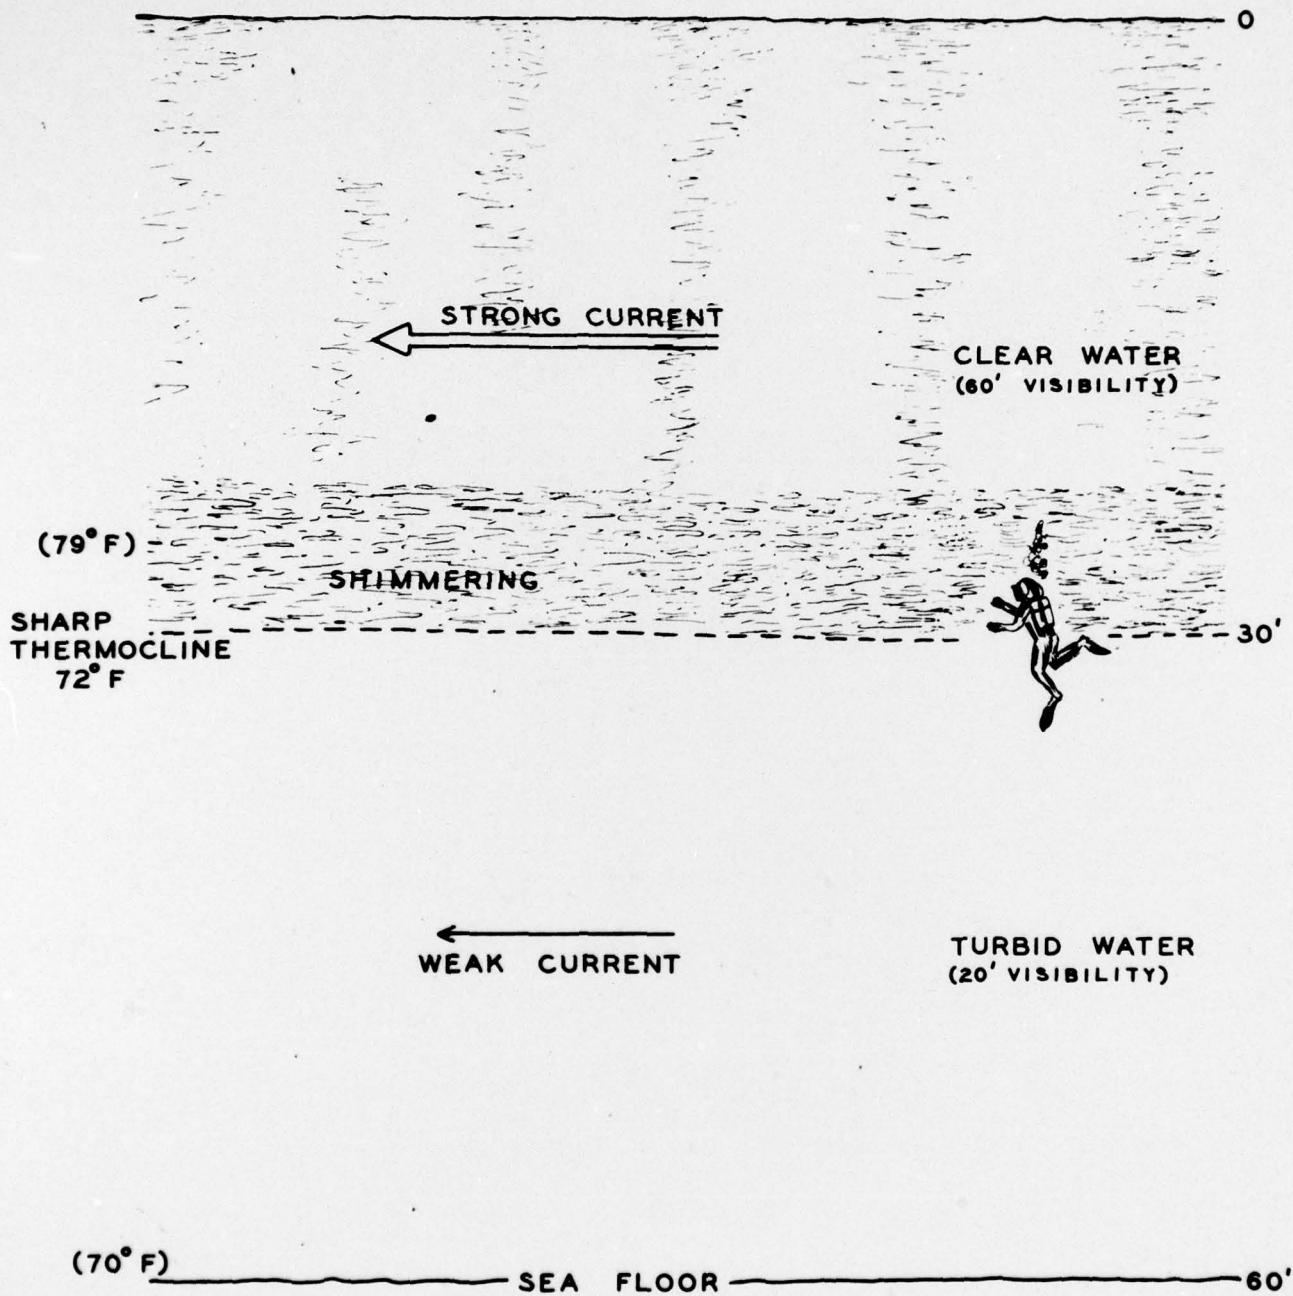 0
STRONG CURRENT
CLEAR WATER
(60' VISIBILITY)
(79° F)
SHIMMERING
SHARP
THERMOCLINE
72° F
30'
WEAK CURRENT
TURBID WATER
(20' VISIBILITY)
(70° F)
SEA FLOOR
60'